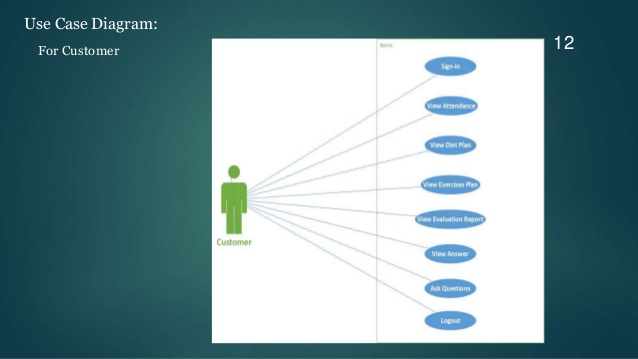 Use Case Diagram:
For Customer
12
Name
Sign-in
View Attendance
View Diet Plan
View Exercises Plan
View Evaluation Report
View Answer
Ask Questions
Logout
Customer